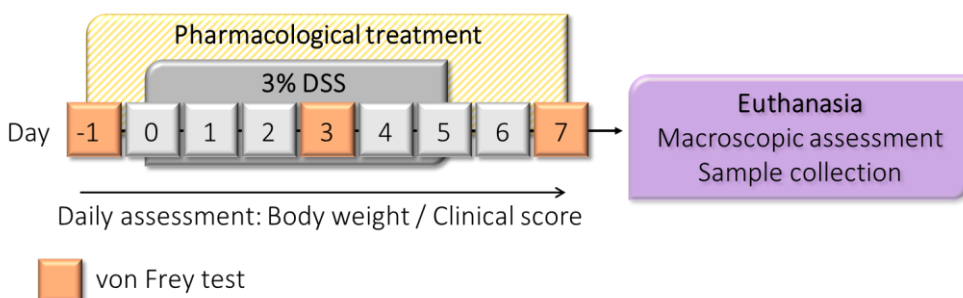 Pharmacological treatment
3% DSS
Day -1 0 1 2 3 4 5 6 7
Euthanasia
Macroscopic assessment
Sample collection
Daily assessment: Body weight / Clinical score
von Frey test